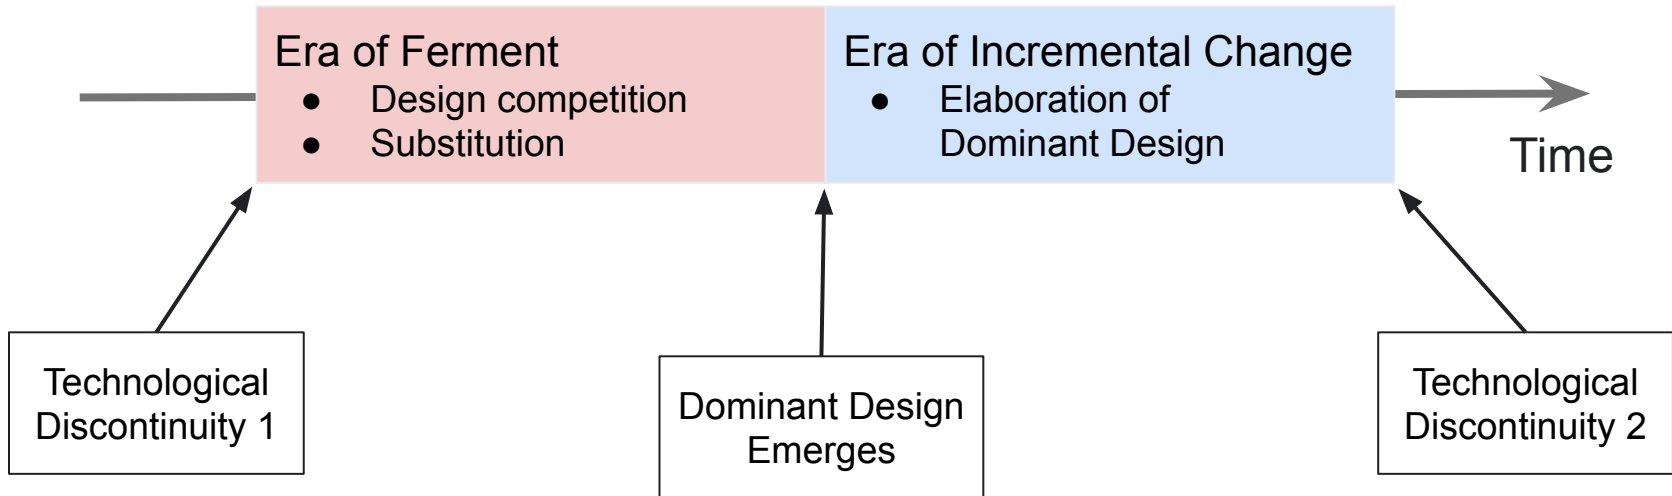 Era of Ferment
● Design competition
● Substitution
Era of Incremental Change
● Elaboration of
Dominant Design
Time
Technological
Discontinuity 1
Dominant Design
Emerges
Technological
Discontinuity 2